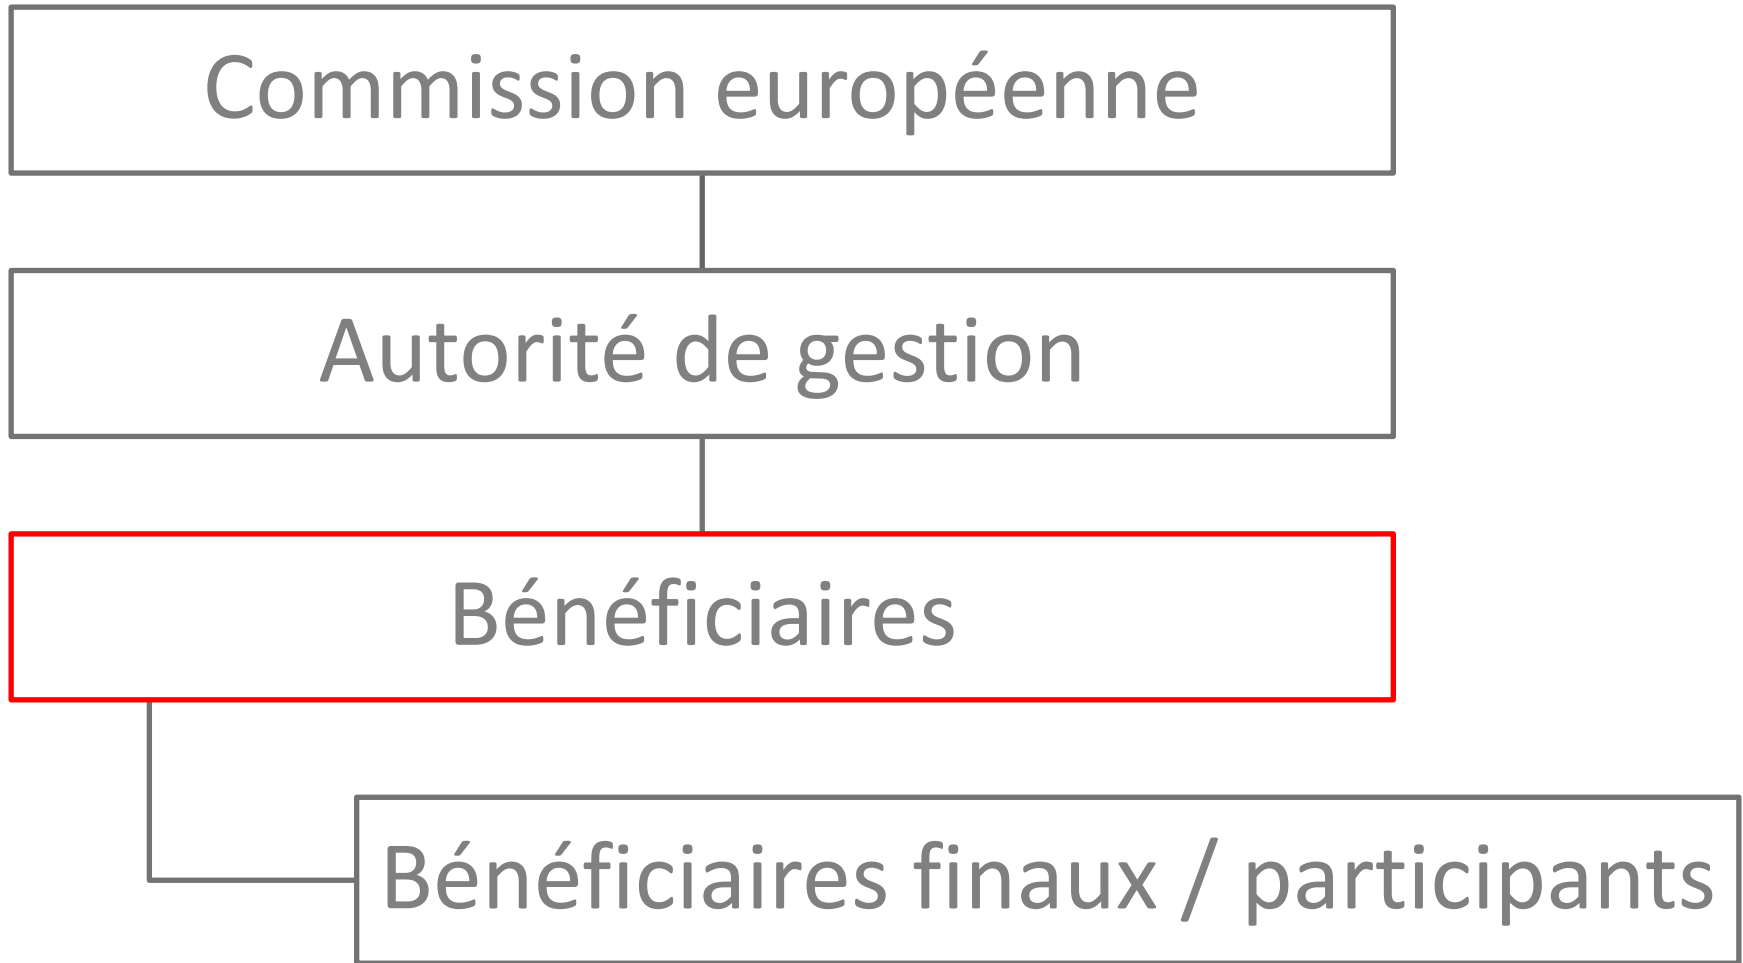 Commission européenne
Autorité de gestion
Bénéficiaires
Bénéficiaires finaux / participants